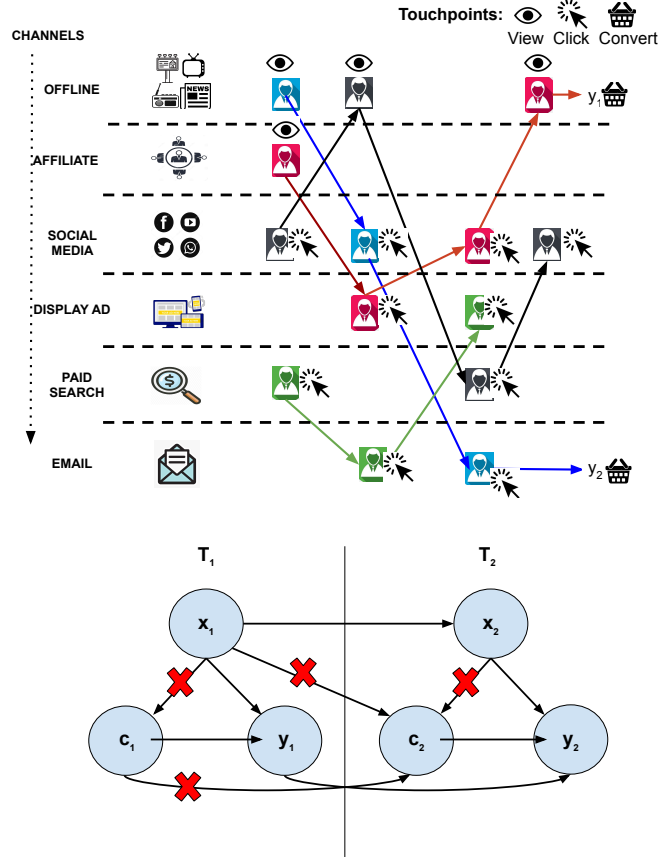 Touchpoints:
View Click Convert
CHANNELS
OFFLINE
NEWS
y₁
AFFILIATE
SOCIAL
MEDIA
DISPLAY AD
PAID
SEARCH
$
EMAIL
y₂
T₁ T₂
x₁ x₂
c₁ y₁ c₂ y₂